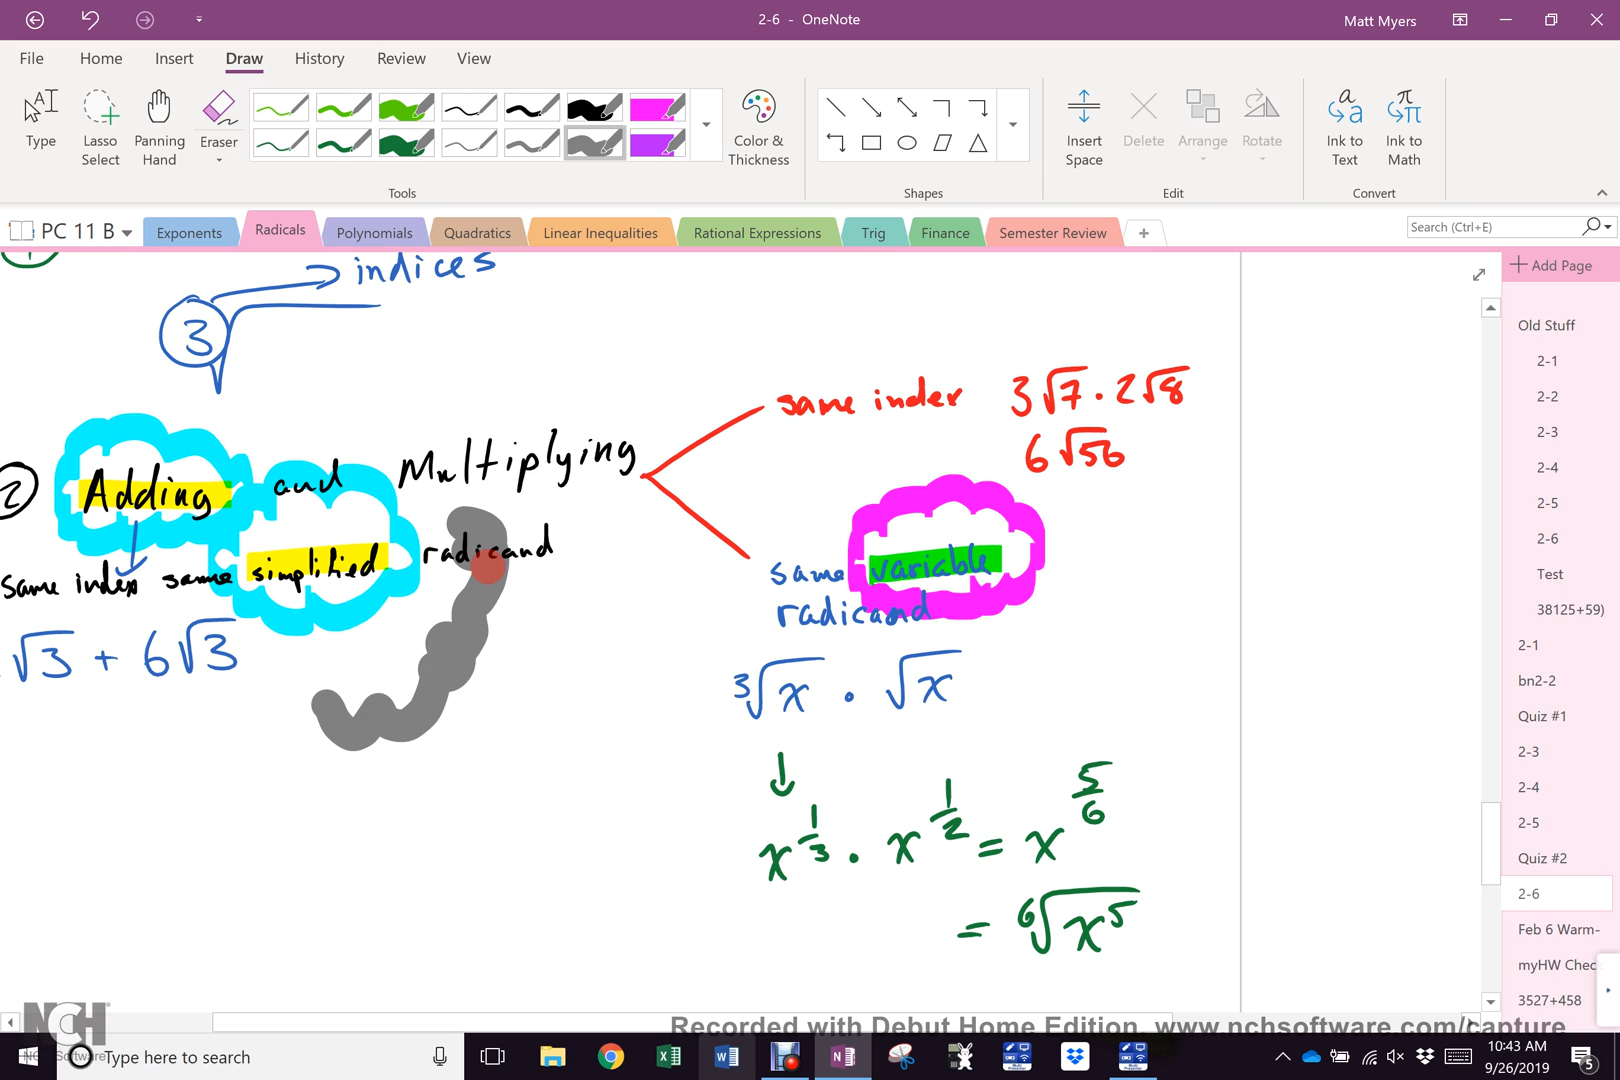 2-6 - OneNote
Matt Myers
File Home Insert Draw History Review View
Type
Lasso Select
Panning Hand
Eraser
Color & Thickness
Insert Space
Delete
Arrange
Rotate
Ink to Text
Ink to Math
Tools
Shapes
Edit
Convert
PC 11 B
Exponents Radicals Polynomials Quadratics Linear Inequalities Rational Expressions Trig Finance Semester Review +
Search (Ctrl+E)
indices
3
same index 3√7 · 2√8
6√56
② Adding and Multiplying
same index same simplified radicand
√3 + 6√3
same variable
radicand
³√x · √x
↓
x^1/3 · x^1/2 = x^5/6
= ⁶√x⁵
Add Page
Old Stuff
2-1
2-2
2-3
2-4
2-5
2-6
Test
38125+59)
2-1
bn2-2
Quiz #1
2-3
2-4
2-5
Quiz #2
2-6
Feb 6 Warm-
myHW Chec
3527+458
NCH
NCH Software
Recorded with Debut Home Edition. www.nchsoftware.com/capture
Type here to search
10:43 AM
9/26/2019
5